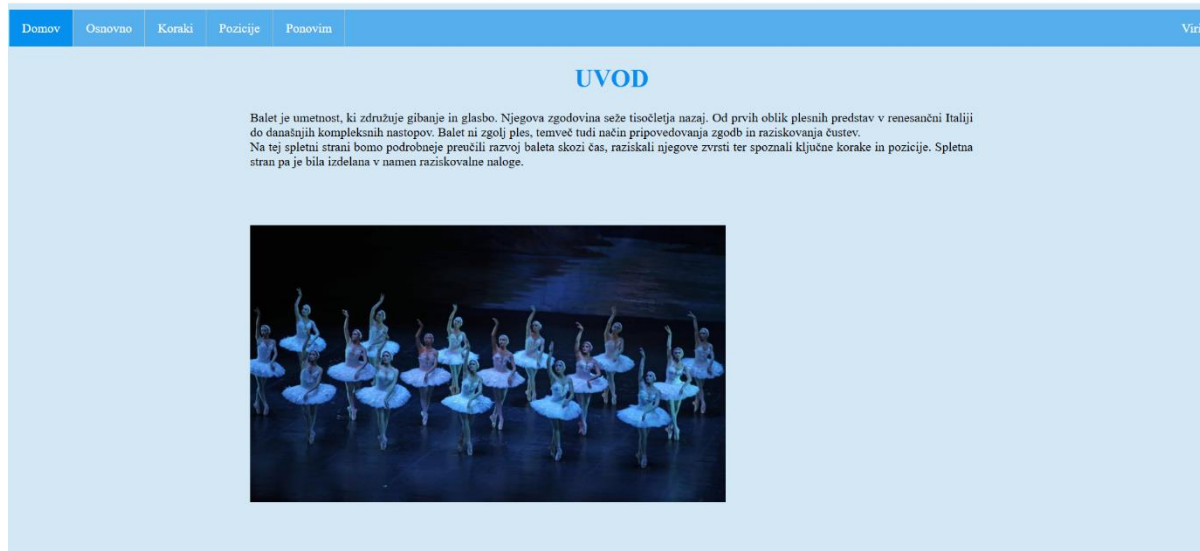 Domov Osnovno Koraki Pozicije Ponovim
UVOD
Balet je umetnost, ki združuje gibanje in glasbo. Njegova zgodovina seže tisočletja nazaj. Od prvih oblik plesnih predstav v renesančni Italiji
do današnjih kompleksnih nastopov. Balet ni zgolj ples, temveč tudi način pripovedovanja zgodb in raziskovanja čustev.
Na tej spletni strani bomo podrobneje preučili razvoj baleta skozi čas, raziskali njegove zvrsti ter spoznali ključne korake in pozicije. Spletna
stran pa je bila izdelana v namen raziskovalne naloge.